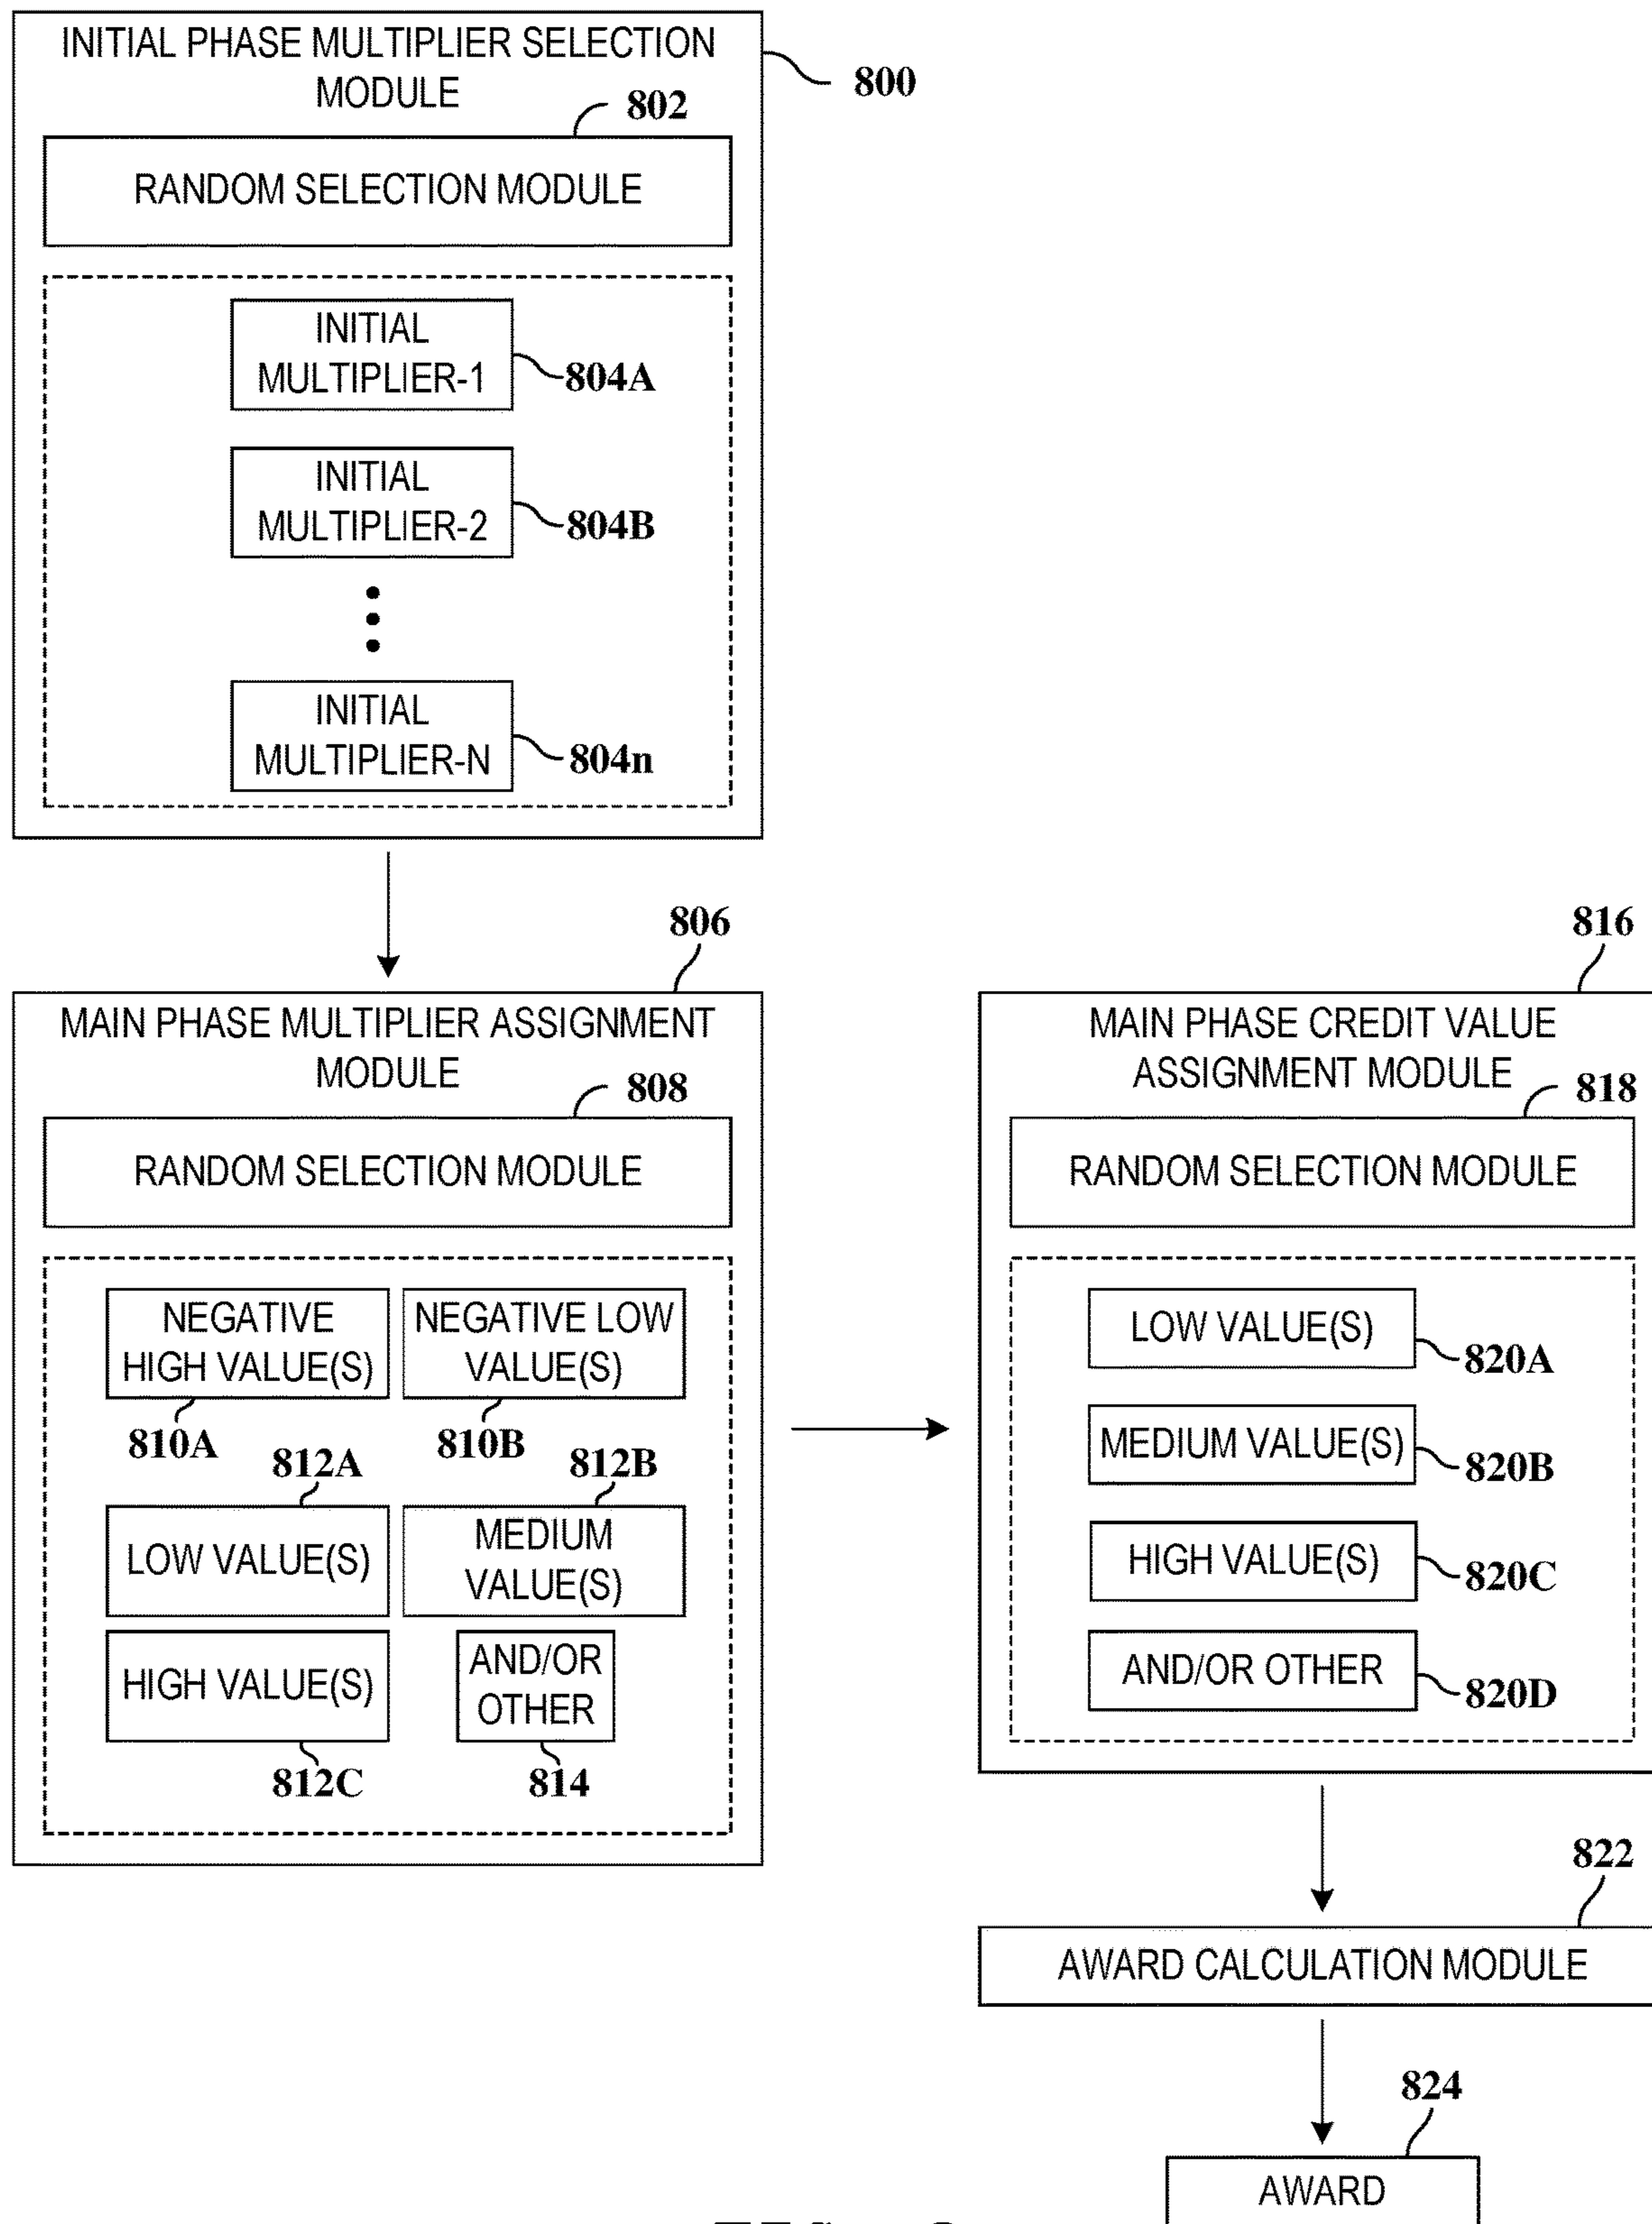 INITIAL PHASE MULTIPLIER SELECTION
MODULE
800
802
RANDOM SELECTION MODULE
INITIAL
MULTIPLIER-1
804A
INITIAL
MULTIPLIER-2
804B
INITIAL
MULTIPLIER-N
804n
806
MAIN PHASE MULTIPLIER ASSIGNMENT
MODULE
808
RANDOM SELECTION MODULE
NEGATIVE
HIGH VALUE(S)
NEGATIVE LOW
VALUE(S)
810A
810B
812A
812B
LOW VALUE(S)
MEDIUM
VALUE(S)
HIGH VALUE(S)
AND/OR
OTHER
812C
814
816
MAIN PHASE CREDIT VALUE
ASSIGNMENT MODULE
818
RANDOM SELECTION MODULE
LOW VALUE(S)
820A
MEDIUM VALUE(S)
820B
HIGH VALUE(S)
820C
AND/OR OTHER
820D
822
AWARD CALCULATION MODULE
824
AWARD